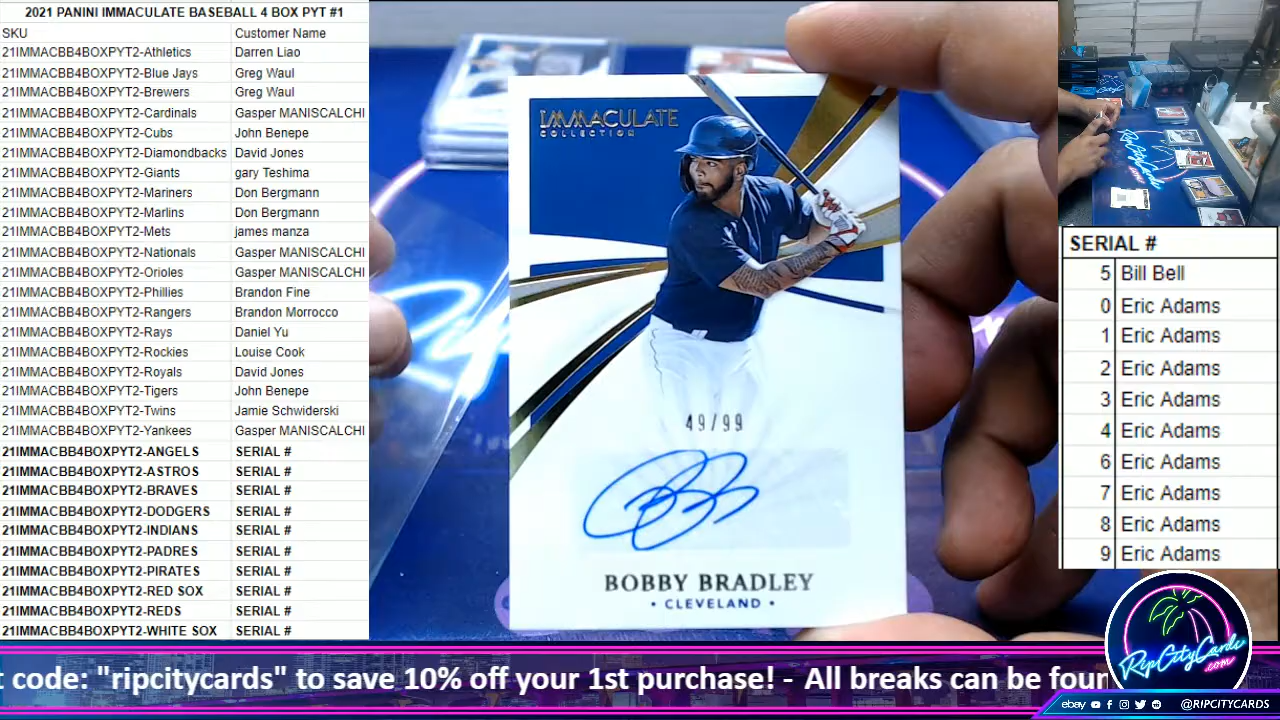 2021 PANINI IMMACULATE BASEBALL 4 BOX PYT #1
SKU Customer Name
21IMMACBB4BOXPYT2-Athletics Darren Liao
21IMMACBB4BOXPYT2-Blue Jays Greg Waul
21IMMACBB4BOXPYT2-Brewers Greg Waul
21IMMACBB4BOXPYT2-Cardinals Gasper MANISCALCHI
21IMMACBB4BOXPYT2-Cubs John Benepe
21IMMACBB4BOXPYT2-Diamondbacks David Jones
21IMMACBB4BOXPYT2-Giants gary Teshima
21IMMACBB4BOXPYT2-Mariners Don Bergmann
21IMMACBB4BOXPYT2-Marlins Don Bergmann
21IMMACBB4BOXPYT2-Mets james manza
21IMMACBB4BOXPYT2-Nationals Gasper MANISCALCHI
21IMMACBB4BOXPYT2-Orioles Gasper MANISCALCHI
21IMMACBB4BOXPYT2-Phillies Brandon Fine
21IMMACBB4BOXPYT2-Rangers Brandon Morrocco
21IMMACBB4BOXPYT2-Rays Daniel Yu
21IMMACBB4BOXPYT2-Rockies Louise Cook
21IMMACBB4BOXPYT2-Royals David Jones
21IMMACBB4BOXPYT2-Tigers John Benepe
21IMMACBB4BOXPYT2-Twins Jamie Schwiderski
21IMMACBB4BOXPYT2-Yankees Gasper MANISCALCHI
21IMMACBB4BOXPYT2-ANGELS SERIAL #
21IMMACBB4BOXPYT2-ASTROS SERIAL #
21IMMACBB4BOXPYT2-BRAVES SERIAL #
21IMMACBB4BOXPYT2-DODGERS SERIAL #
21IMMACBB4BOXPYT2-INDIANS SERIAL #
21IMMACBB4BOXPYT2-PADRES SERIAL #
21IMMACBB4BOXPYT2-PIRATES SERIAL #
21IMMACBB4BOXPYT2-RED SOX SERIAL #
21IMMACBB4BOXPYT2-REDS SERIAL #
21IMMACBB4BOXPYT2-WHITE SOX SERIAL #
IMMACULATE
COLLECTION
49/99
BOBBY BRADLEY
• CLEVELAND •
SERIAL #
5 Bill Bell
0 Eric Adams
1 Eric Adams
2 Eric Adams
3 Eric Adams
4 Eric Adams
6 Eric Adams
7 Eric Adams
8 Eric Adams
9 Eric Adams
code: "ripcitycards" to save 10% off your 1st purchase! - All breaks can be four
RipCityCards
.com
ebay @RIPCITYCARDS